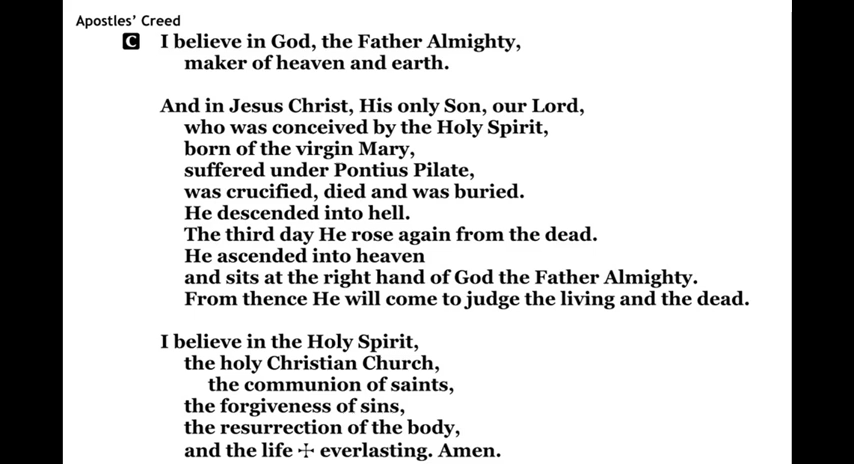 Apostles’ Creed
C I believe in God, the Father Almighty,
maker of heaven and earth.
And in Jesus Christ, His only Son, our Lord,
who was conceived by the Holy Spirit,
born of the virgin Mary,
suffered under Pontius Pilate,
was crucified, died and was buried.
He descended into hell.
The third day He rose again from the dead.
He ascended into heaven
and sits at the right hand of God the Father Almighty.
From thence He will come to judge the living and the dead.
I believe in the Holy Spirit,
the holy Christian Church,
the communion of saints,
the forgiveness of sins,
the resurrection of the body,
and the life ☩ everlasting. Amen.